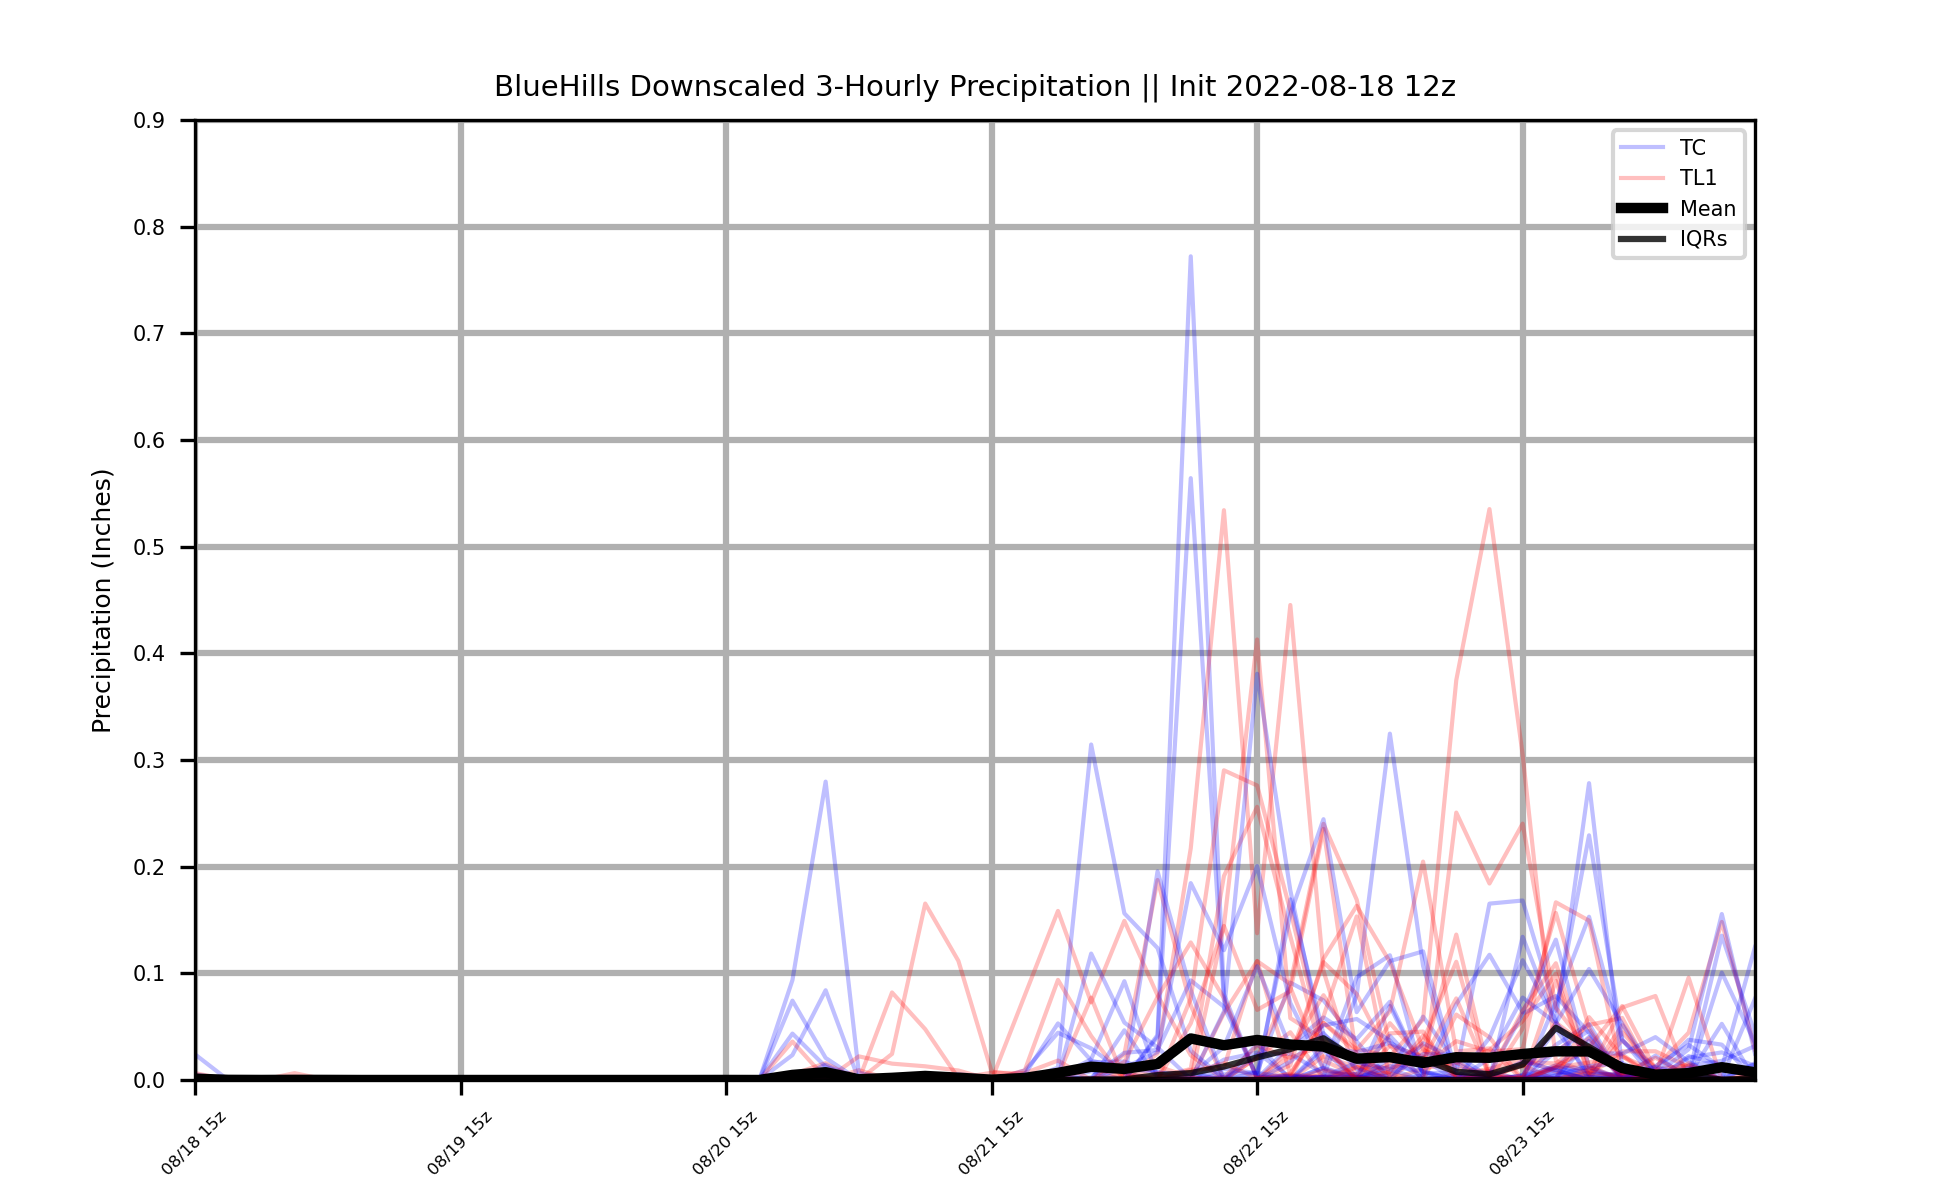 BlueHills Downscaled 3-Hourly Precipitation || Init 2022-08-18 12z
TC
TL1
Mean
IQRs
Precipitation (Inches)
0.9
0.8
0.7
0.6
0.5
0.4
0.3
0.2
0.1
0.0
08/18 15z
08/19 15z
08/20 15z
08/21 15z
08/22 15z
08/23 15z